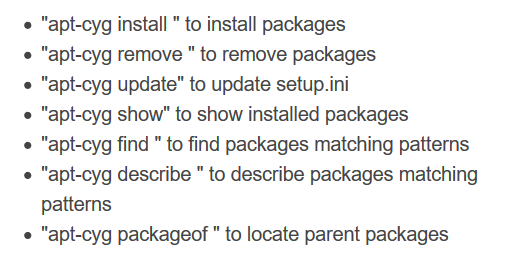 "apt-cyg install " to install packages
"apt-cyg remove " to remove packages
"apt-cyg update" to update setup.ini
"apt-cyg show" to show installed packages
"apt-cyg find " to find packages matching patterns
"apt-cyg describe " to describe packages matching
patterns
"apt-cyg packageof " to locate parent packages